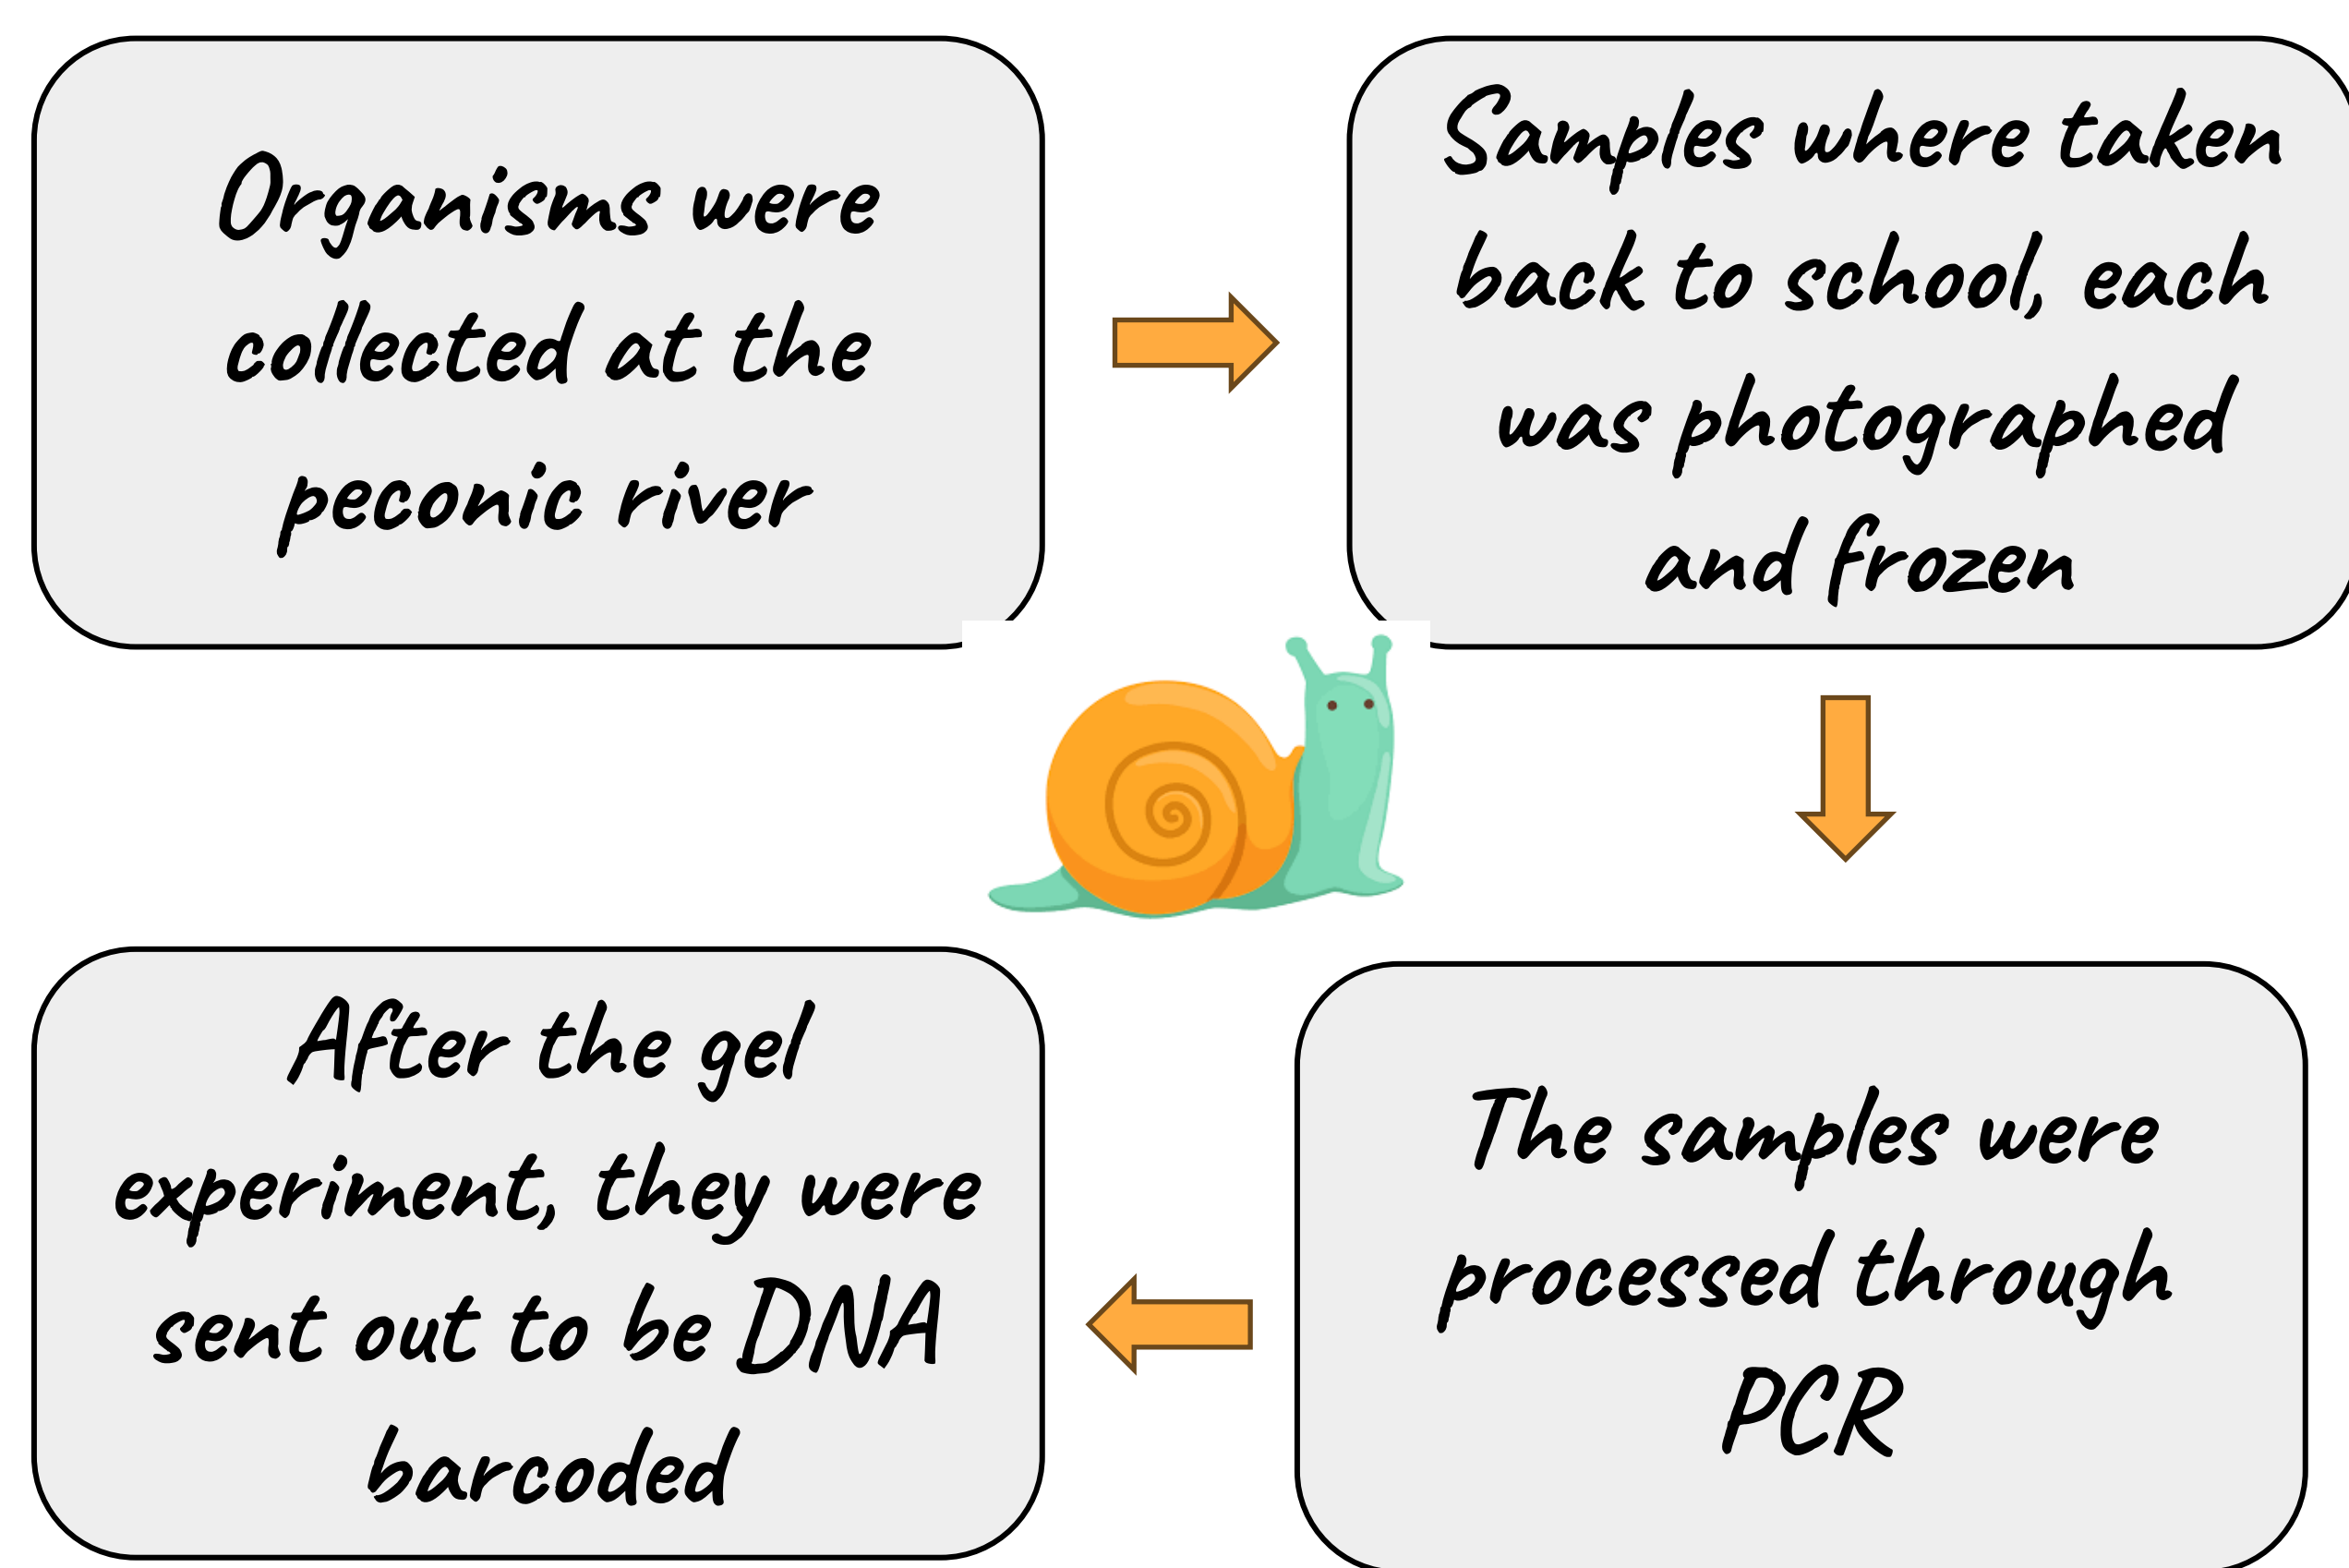 Organisms were
collected at the
peconic river
Samples where taken
back to school, each
was photographed
and frozen
The samples were
processed through
PCR
After the gel
experiment, they were
sent out to be DNA
barcoded